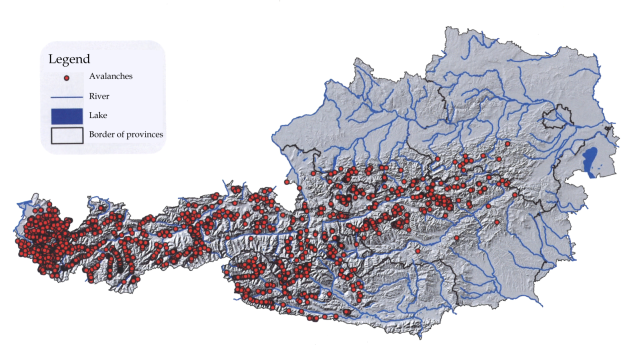 Legend
Avalanches
River
Lake
Border of provinces